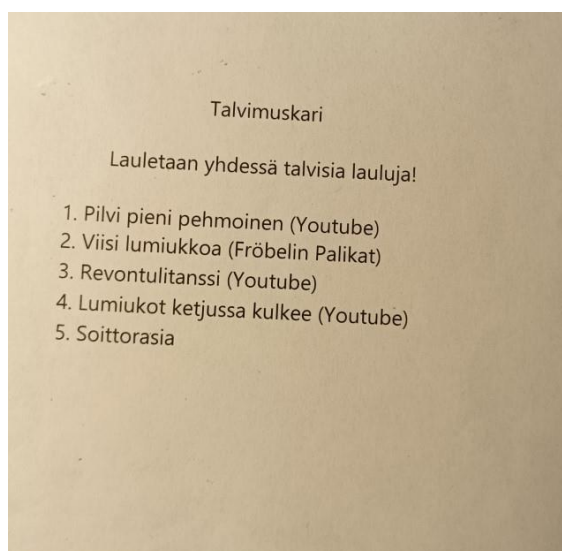 Talvimuskari
Lauletaan yhdessä talvisia lauluja!
1. Pilvi pieni pehmoinen (Youtube)
2. Viisi lumiukkoa (Fröbelin Palikat)
3. Revontulitanssi (Youtube)
4. Lumiukot ketjussa kulkee (Youtube)
5. Soittorasia